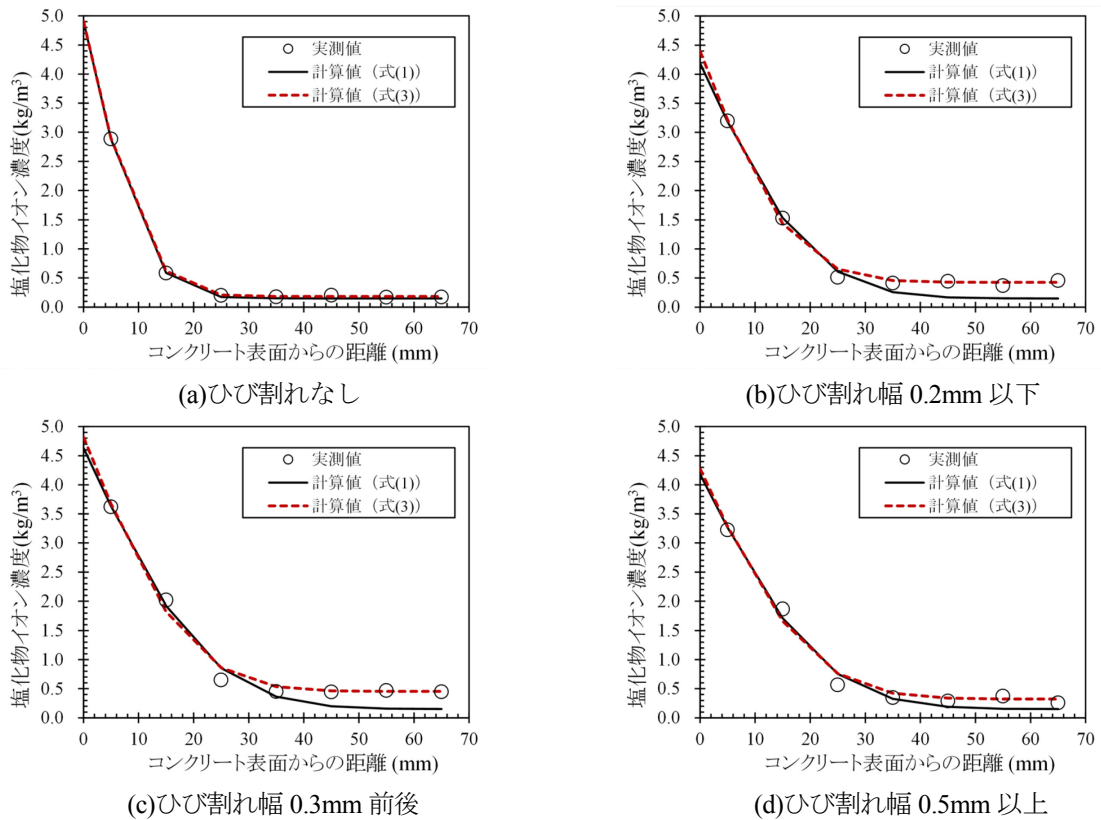 5.0
4.5
4.0
3.5
3.0
2.5
2.0
1.5
1.0
0.5
0.0
塩化物イオン濃度(kg/m³)
実測値
計算値（式(1)）
計算値（式(3)）
0 10 20 30 40 50 60 70
コンクリート表面からの距離 (mm)
(a)ひび割れなし
5.0
4.5
4.0
3.5
3.0
2.5
2.0
1.5
1.0
0.5
0.0
塩化物イオン濃度(kg/m³)
実測値
計算値（式(1)）
計算値（式(3)）
0 10 20 30 40 50 60 70
コンクリート表面からの距離 (mm)
(b)ひび割れ幅 0.2mm 以下
5.0
4.5
4.0
3.5
3.0
2.5
2.0
1.5
1.0
0.5
0.0
塩化物イオン濃度(kg/m³)
実測値
計算値（式(1)）
計算値（式(3)）
0 10 20 30 40 50 60 70
コンクリート表面からの距離 (mm)
(c)ひび割れ幅 0.3mm 前後
5.0
4.5
4.0
3.5
3.0
2.5
2.0
1.5
1.0
0.5
0.0
塩化物イオン濃度(kg/m³)
実測値
計算値（式(1)）
計算値（式(3)）
0 10 20 30 40 50 60 70
コンクリート表面からの距離 (mm)
(d)ひび割れ幅 0.5mm 以上